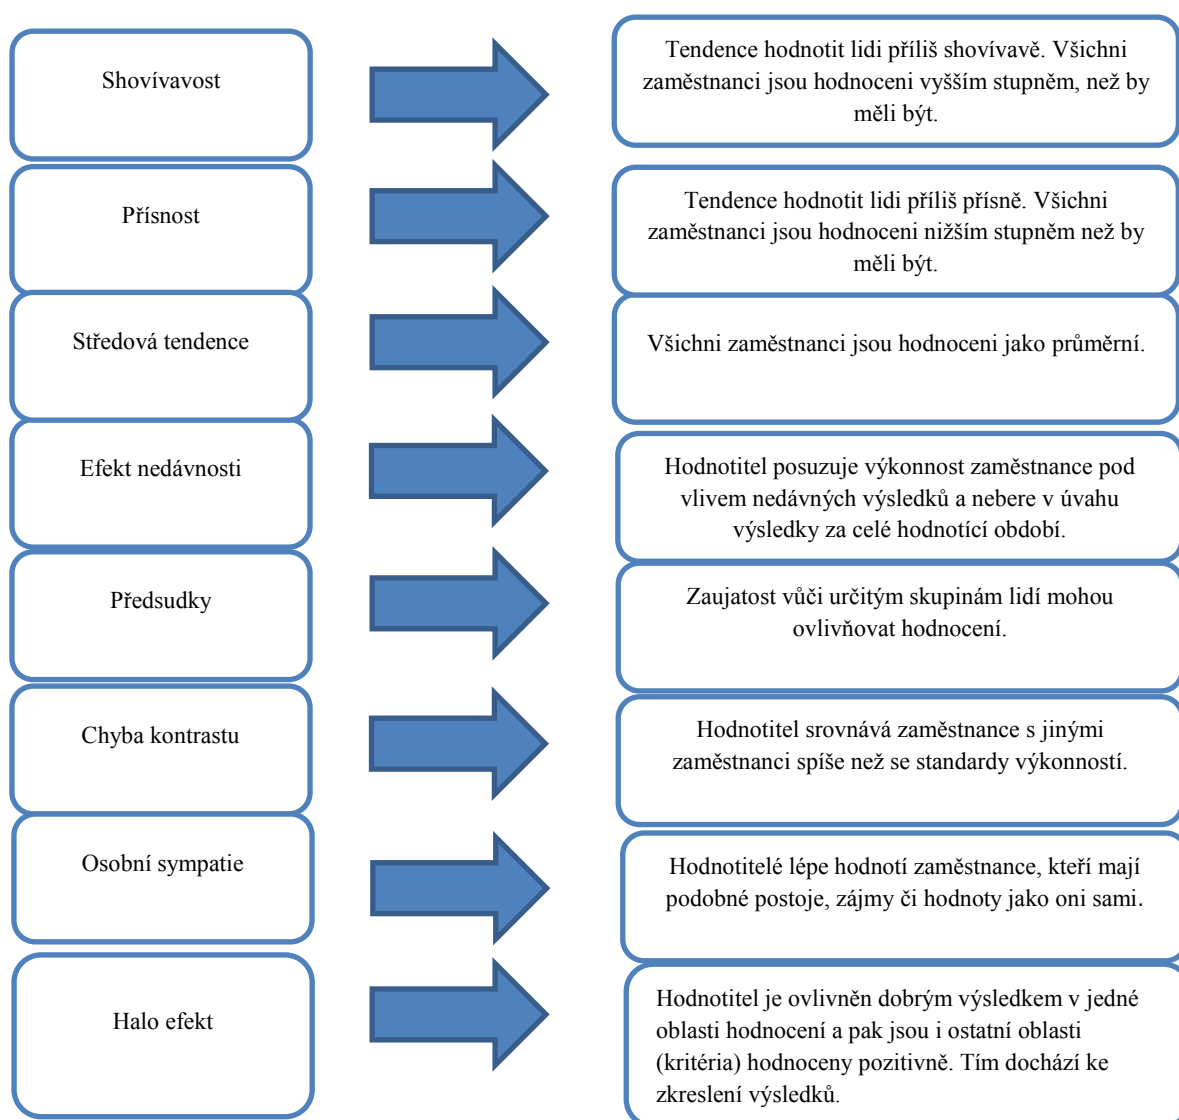 Shovívavost
Tendence hodnotit lidi příliš shovívavě. Všichni
zaměstnanci jsou hodnoceni vyšším stupněm, než by
měli být.
Přísnost
Tendence hodnotit lidi příliš přísně. Všichni
zaměstnanci jsou hodnoceni nižším stupněm než by
měli být.
Středová tendence
Všichni zaměstnanci jsou hodnoceni jako průměrní.
Efekt nedávnosti
Hodnotitel posuzuje výkonnost zaměstnance pod
vlivem nedávných výsledků a nebere v úvahu
výsledky za celé hodnotící období.
Předsudky
Zaujatost vůči určitým skupinám lidí mohou
ovlivňovat hodnocení.
Chyba kontrastu
Hodnotitel srovnává zaměstnance s jinými
zaměstnanci spíše než se standardy výkonností.
Osobní sympatie
Hodnotitelé lépe hodnotí zaměstnance, kteří mají
podobné postoje, zájmy či hodnoty jako oni sami.
Halo efekt
Hodnotitel je ovlivněn dobrým výsledkem v jedné
oblasti hodnocení a pak jsou i ostatní oblasti
(kritéria) hodnoceny pozitivně. Tím dochází ke
zkreslení výsledků.